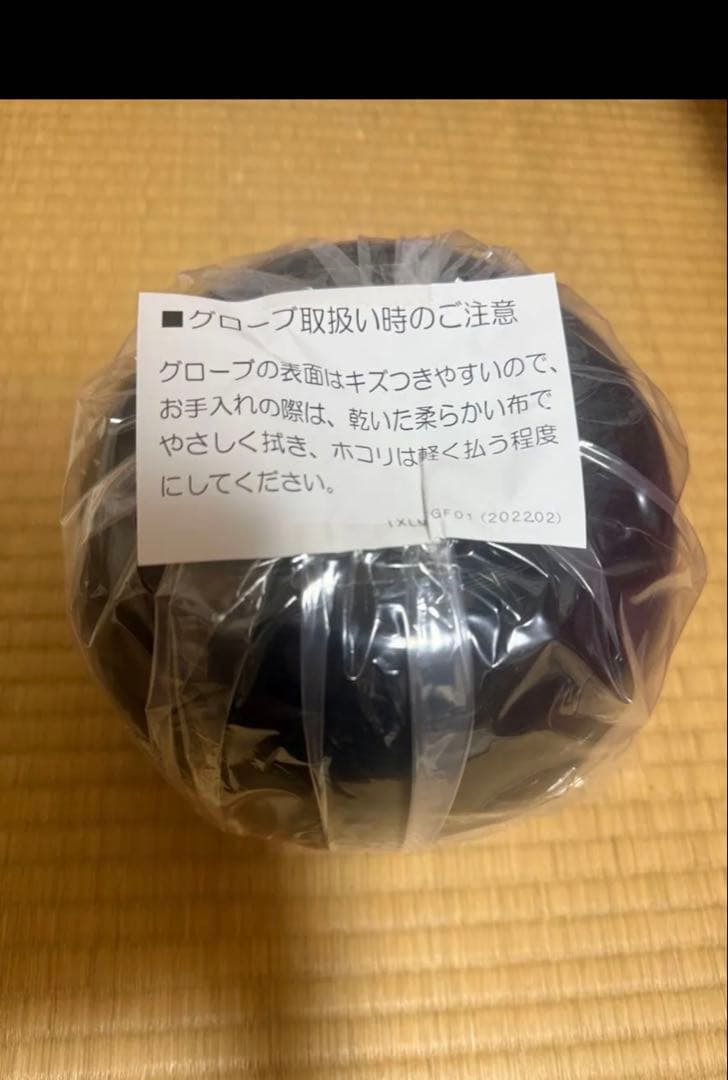 ■グローブ取扱い時のご注意
グローブの表面はキズつきやすいので、
お手入れの際は、乾いた柔らかい布で
やさしく拭き、ホコリは軽く払う程度
にしてください。
GF01 (202202)